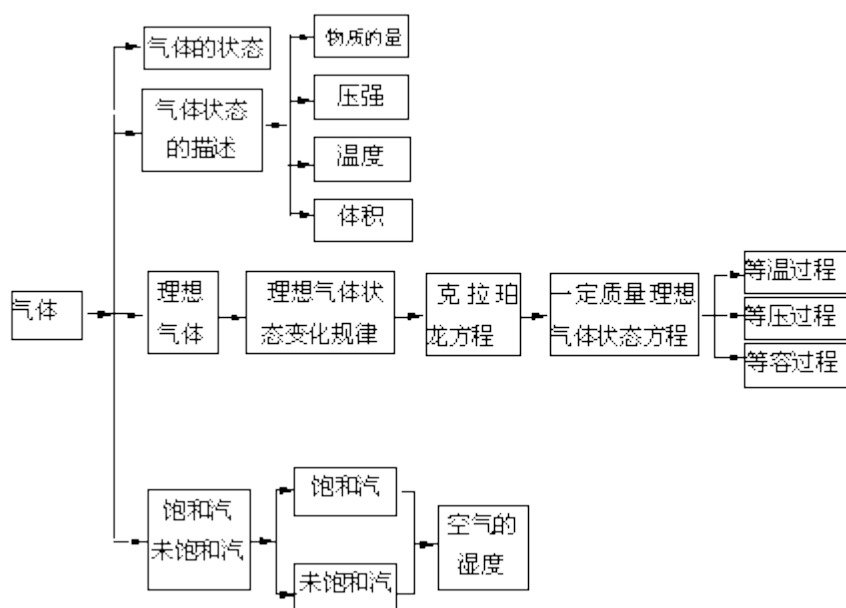 气体的状态
气体状态
的描述
物质的量
压强
温度
体积
气体
理想
气体
理想气体状
态变化规律
克拉珀
龙方程
一定质量理想
气体状态方程
等温过程
等压过程
等容过程
饱和汽
未饱和汽
饱和汽
未饱和汽
空气的
湿度